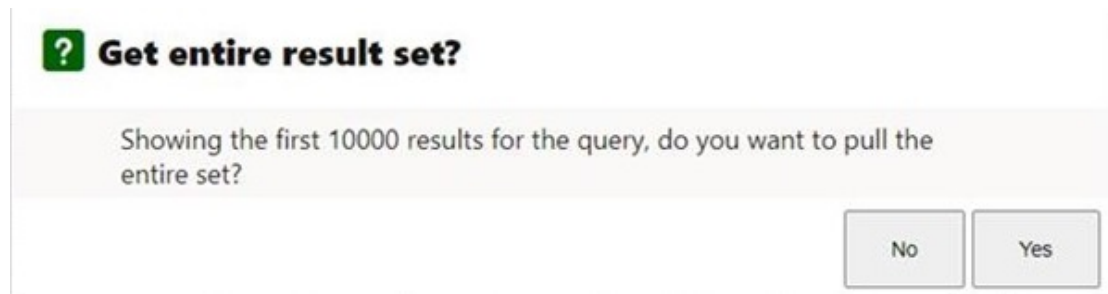 ? Get entire result set?
Showing the first 10000 results for the query, do you want to pull the
entire set?
No Yes